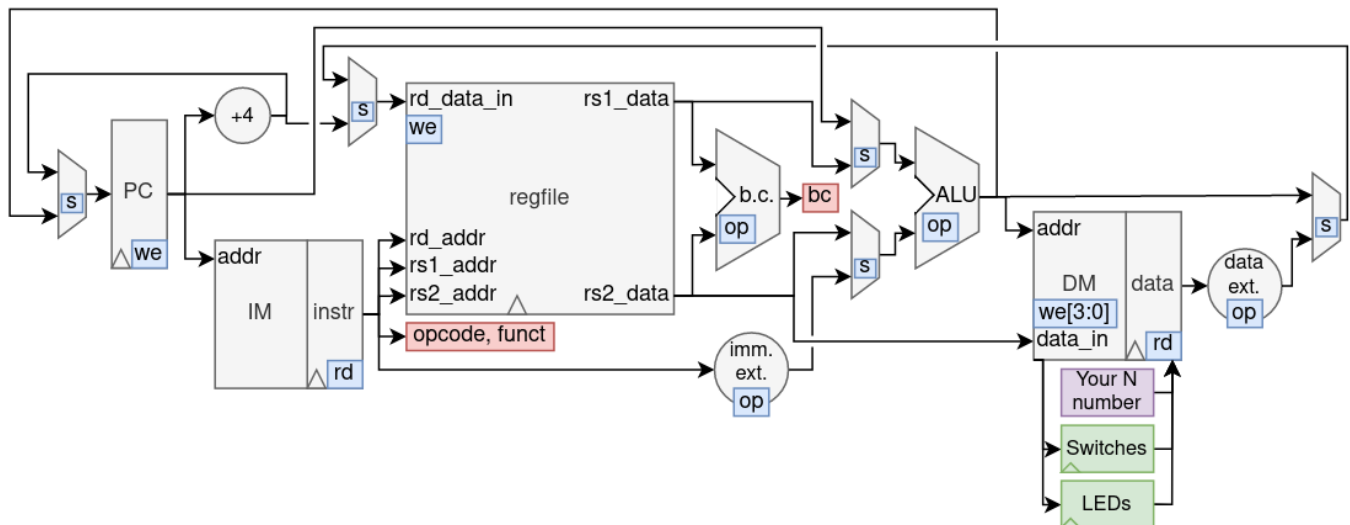 s
PC
we
+4
addr
IM
instr
rd
s
rd_data_in
rs1_data
we
regfile
rd_addr
rs1_addr
rs2_addr
rs2_data
opcode, funct
b.c.
op
bc
imm.
ext.
op
s
s
ALU
op
addr
DM
data
we[3:0]
data_in
rd
Your N
number
Switches
LEDs
data
ext.
op
s